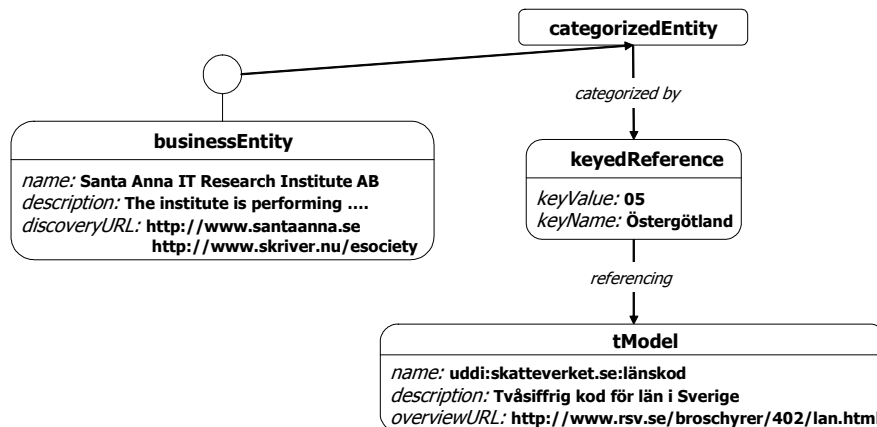 categorizedEntity
categorized by
businessEntity
name: Santa Anna IT Research Institute AB
description: The institute is performing ....
discoveryURL: http://www.santaanna.se
http://www.skriver.nu/esociety
keyedReference
keyValue: 05
keyName: Östergötland
referencing
tModel
name: uddi:skatteverket.se:länskod
description: Tvåsiffrig kod för län i Sverige
overviewURL: http://www.rsv.se/broschyrer/402/lan.html